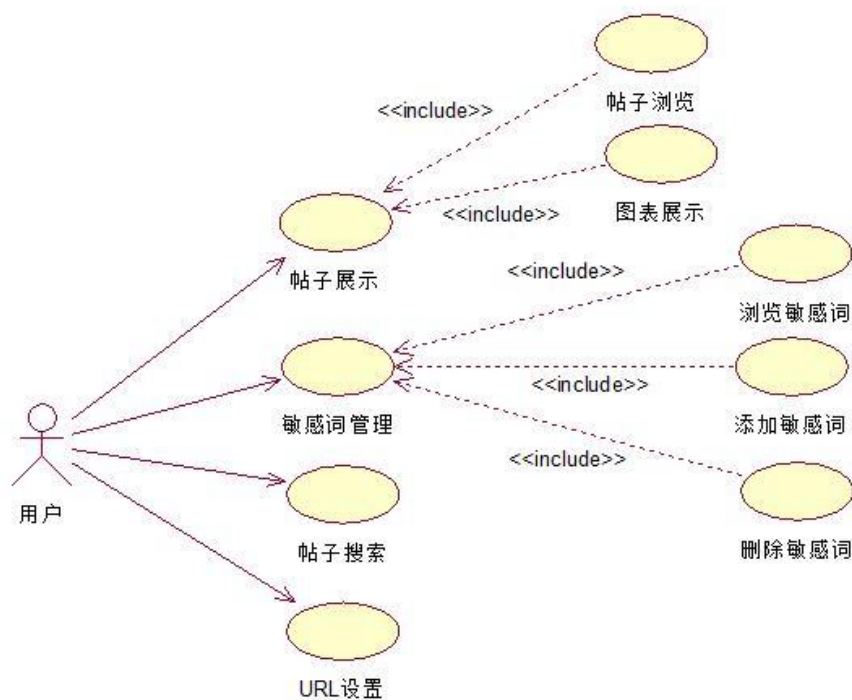 帖子浏览
<<include>>
图表展示
<<include>>
帖子展示
<<include>>
浏览敏感词
<<include>>
敏感词管理
添加敏感词
<<include>>
用户
帖子搜索
删除敏感词
URL设置